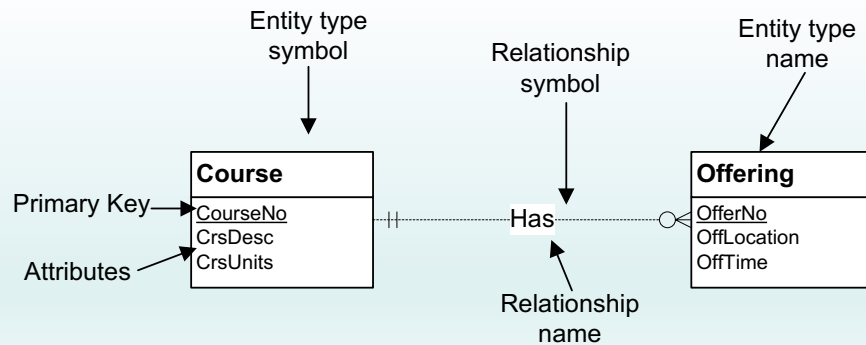 Entity type
symbol
Relationship
symbol
Entity type
name
Course
Offering
Primary Key
CourseNo
CrsDesc
CrsUnits
Attributes
Has
OfferNo
OffLocation
OffTime
Relationship
name